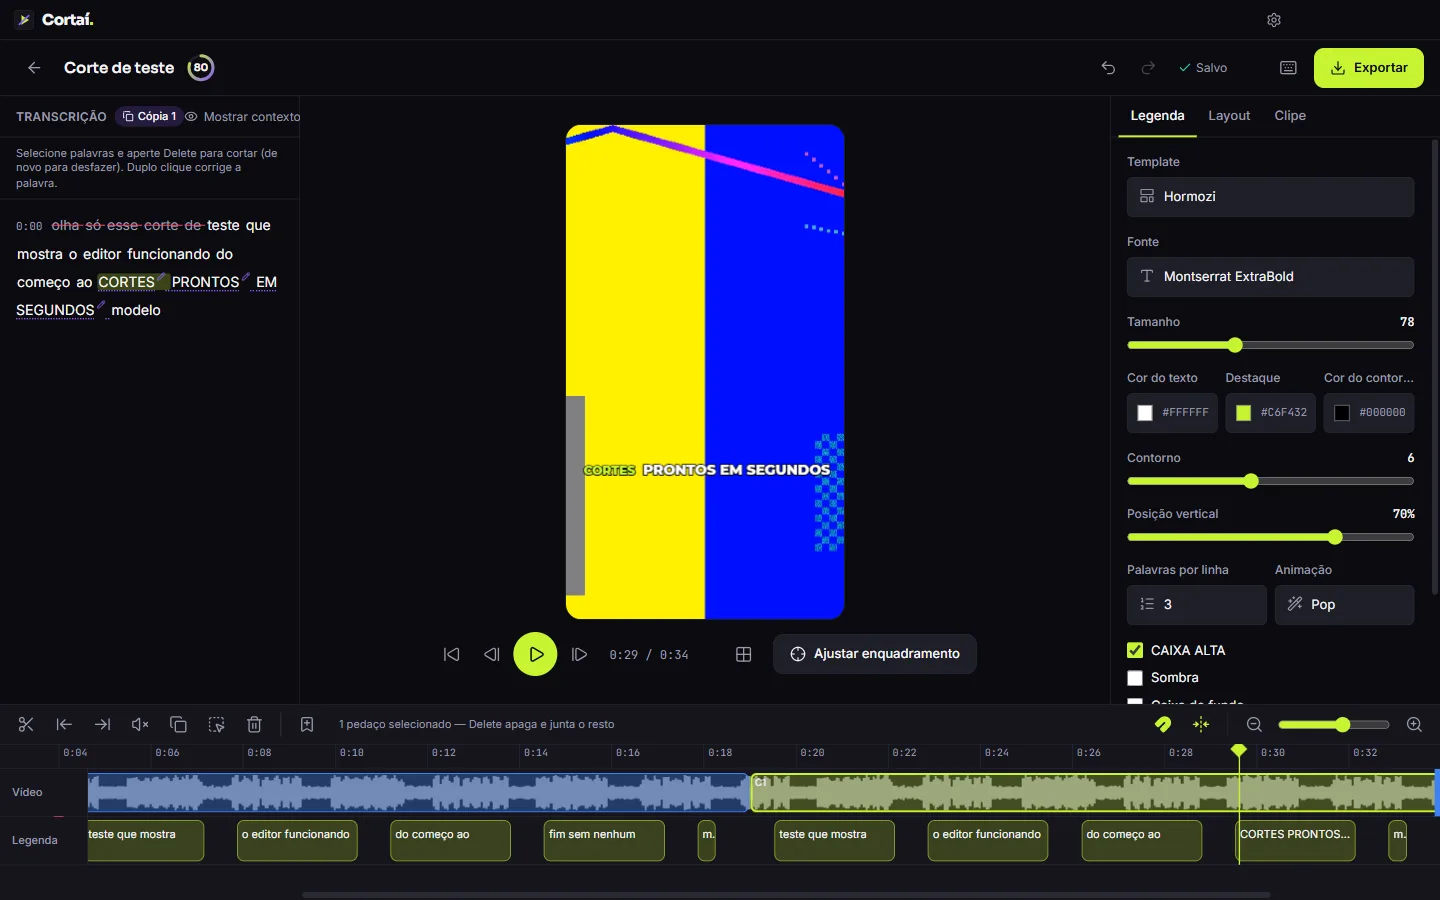 Cortaí.
Corte de teste 80
Salvo
Exportar
TRANSCRIÇÃO Cópia 1 Mostrar contexto
Selecione palavras e aperte Delete para cortar (de
novo para desfazer). Duplo clique corrige a
palavra.
0:00 olha só esse corte de teste que
mostra o editor funcionando do
começo ao CORTES PRONTOS EM
SEGUNDOS modelo
CORTES PRONTOS EM SEGUNDOS
0:29 / 0:34
Ajustar enquadramento
Legenda Layout Clipe
Template
Hormozi
Fonte
Montserrat ExtraBold
Tamanho 78
Cor do texto Destaque Cor do contor...
#FFFFFF #C6F432 #000000
Contorno 6
Posição vertical 70%
Palavras por linha Animação
3 Pop
CAIXA ALTA
Sombra
1 pedaço selecionado — Delete apaga e junta o resto
0:04 0:06 0:08 0:10 0:12 0:14 0:16 0:18 0:20 0:22 0:24 0:26 0:28 0:30 0:32
Vídeo C1
Legenda teste que mostra o editor funcionando do começo ao fim sem nenhum m. teste que mostra o editor funcionando do começo ao CORTES PRONTOS... m.